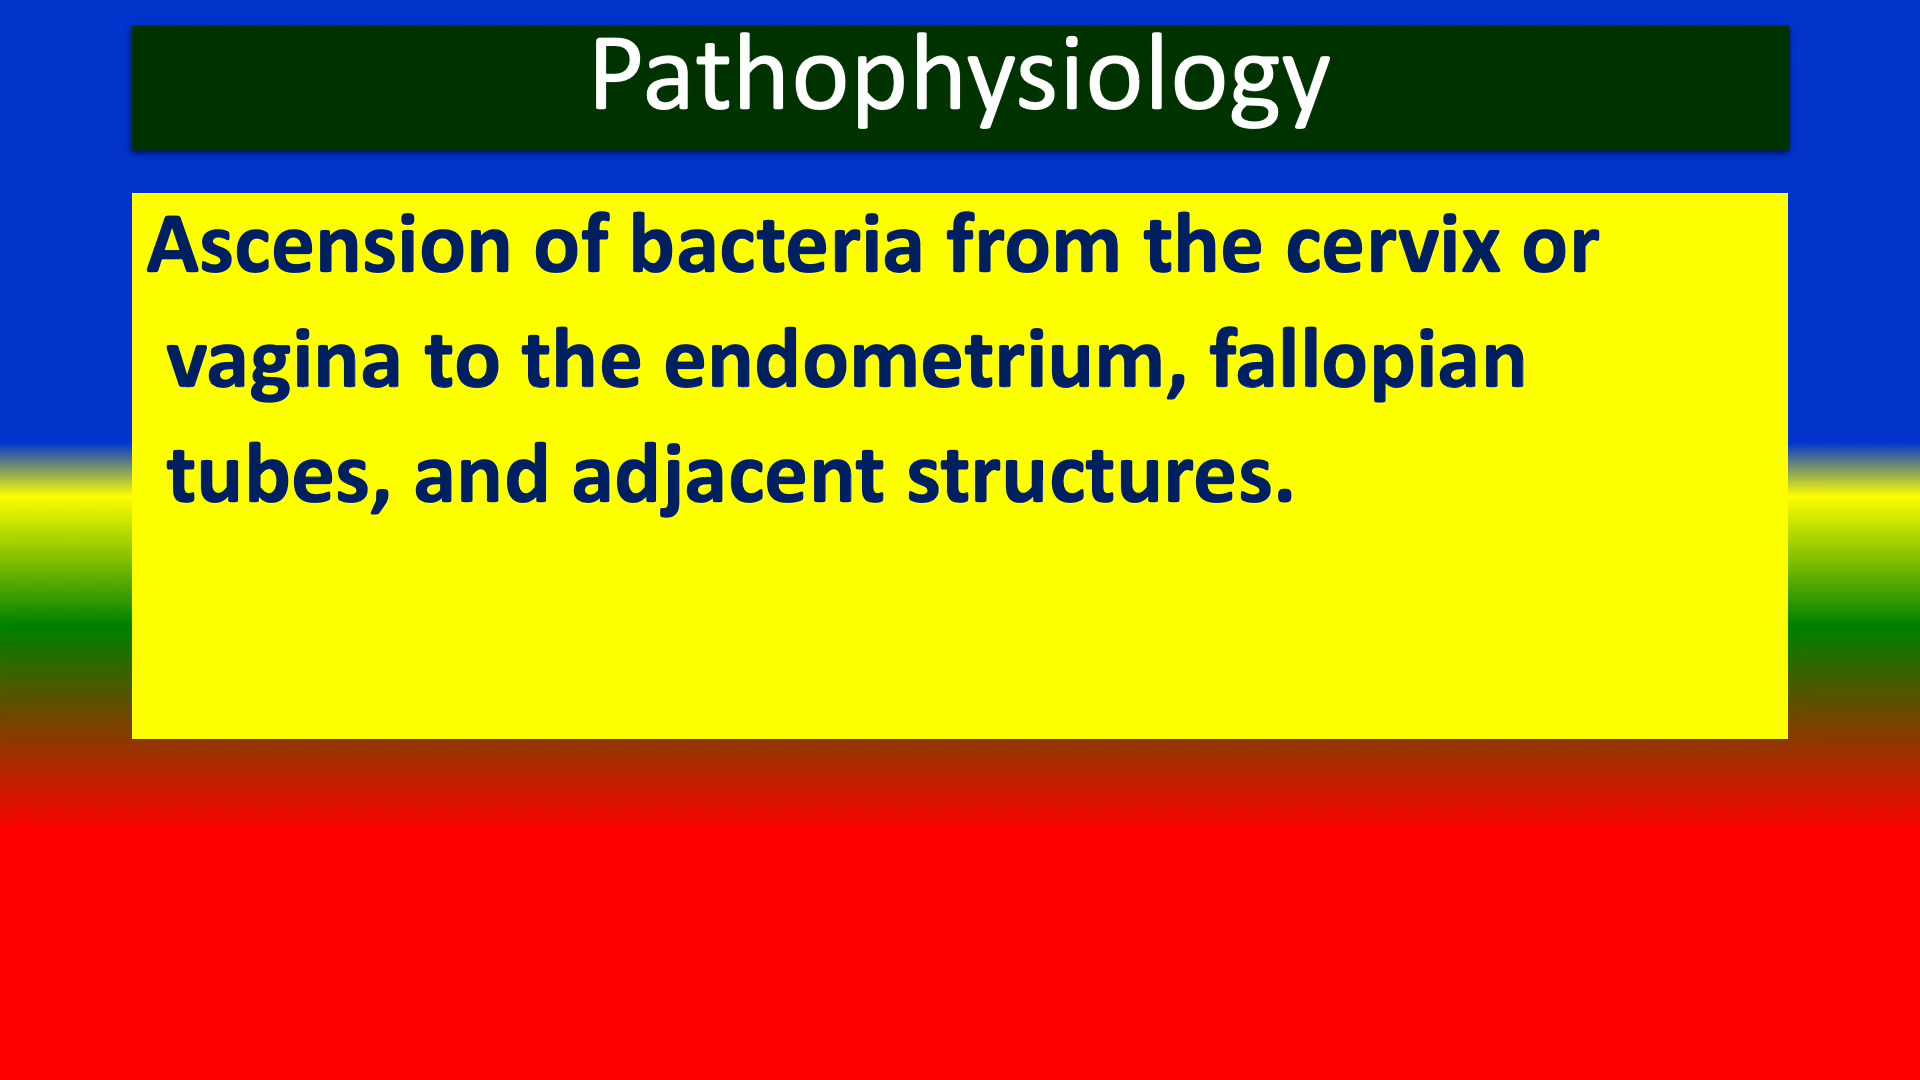 Pathophysiology
Ascension of bacteria from the cervix or
vagina to the endometrium, fallopian
tubes, and adjacent structures.